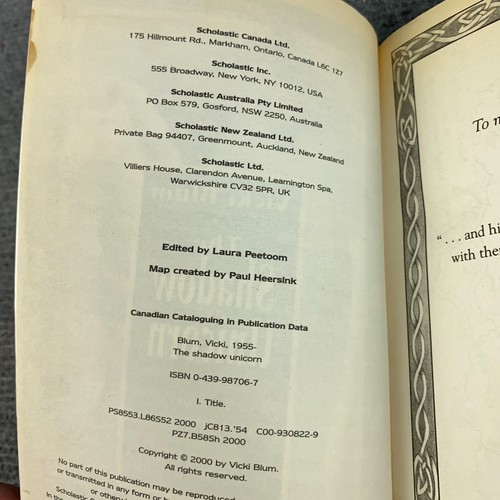 Scholastic Canada Ltd.
175 Hillmount Rd., Markham, Ontario, Canada L6C 1Z7
Scholastic Inc.
555 Broadway, New York, NY 10012, USA
Scholastic Australia Pty Limited
PO Box 579, Gosford, NSW 2250, Australia
Scholastic New Zealand Ltd.
Private Bag 94407, Greenmount, Auckland, New Zealand
Scholastic Ltd.
Villiers House, Clarendon Avenue, Leamington Spa,
Warwickshire CV32 5PR, UK
Edited by Laura Peetoom
Map created by Paul Heersink
Canadian Cataloguing in Publication Data
Blum, Vicki, 1955-
The shadow unicorn
ISBN 0-439-98706-7
I. Title.
PS8553.L86S52 2000 jC813.'54 C00-930822-9
PZ7.B58Sh 2000
Copyright © 2000 by Vicki Blum.
All rights reserved.
No part of this publication may be reproduced
or transmitted in any form or
or otherwise
Scholastic
In the
To
“ . . . and
with